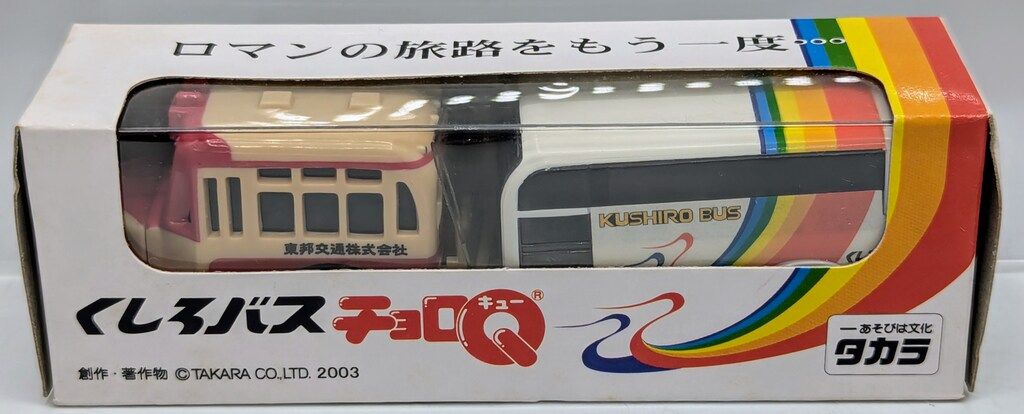 ロマンの旅路をもう一度…
東邦交通株式会社
KUSHIRO BUS
くしろバス チョロQ キュー ®
創作・著作物 ©TAKARA CO.,LTD. 2003
ーあそびは文化
タカラ